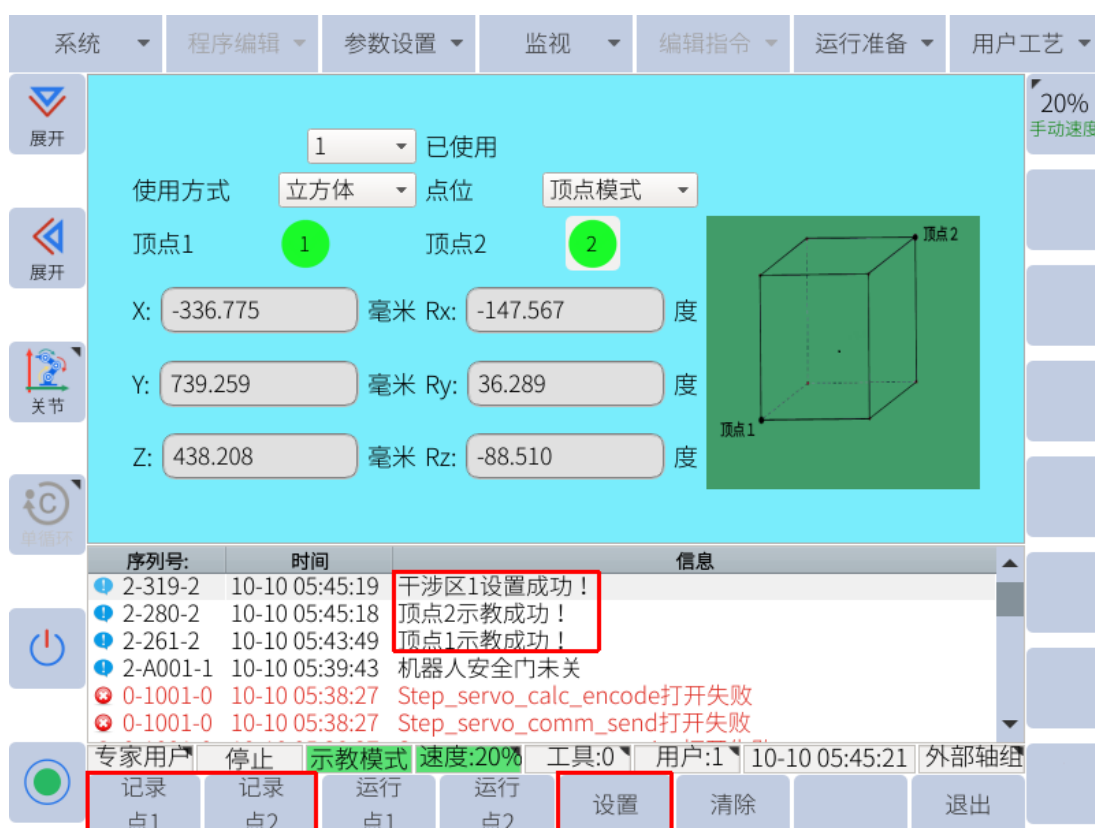 系统 程序编辑 参数设置 监视 编辑指令 运行准备 用户工艺
展开
20%
手动速度
1 已使用
使用方式 立方体 点位 顶点模式
顶点1 1 顶点2 2
顶点2
展开
X: -336.775 毫米 Rx: -147.567 度
Y: 739.259 毫米 Ry: 36.289 度
关节
顶点1
Z: 438.208 毫米 Rz: -88.510 度
C
单循环
序列号: 时间 信息
2-319-2 10-10 05:45:19 干涉区1设置成功！
2-280-2 10-10 05:45:18 顶点2示教成功！
2-261-2 10-10 05:43:49 顶点1示教成功！
2-A001-1 10-10 05:39:43 机器人安全门未关
0-1001-0 10-10 05:38:27 Step_servo_calc_encode打开失败
0-1001-0 10-10 05:38:27 Step_servo_comm_send打开失败
专家用户 停止 示教模式 速度:20% 工具:0 用户:1 10-10 05:45:21 外部轴组
记录 记录 运行 运行
点1 点2 点1 点2 设置 清除 退出